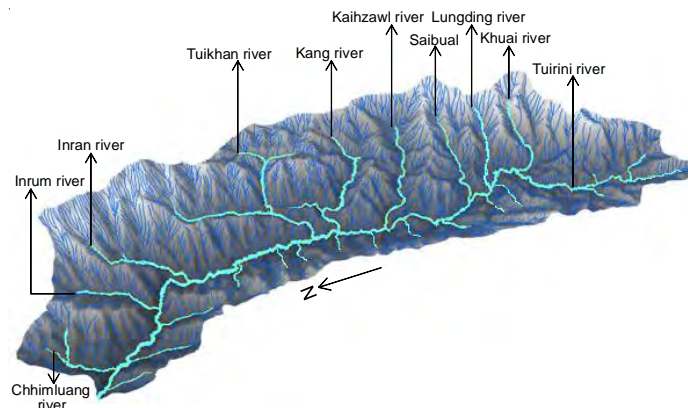 Kaihzawl river
Lungding river
Tuikhan river
Kang river
Saibual
Khuai river
Tuirini river
Inran river
Inrum river
N
Chhimluang
river